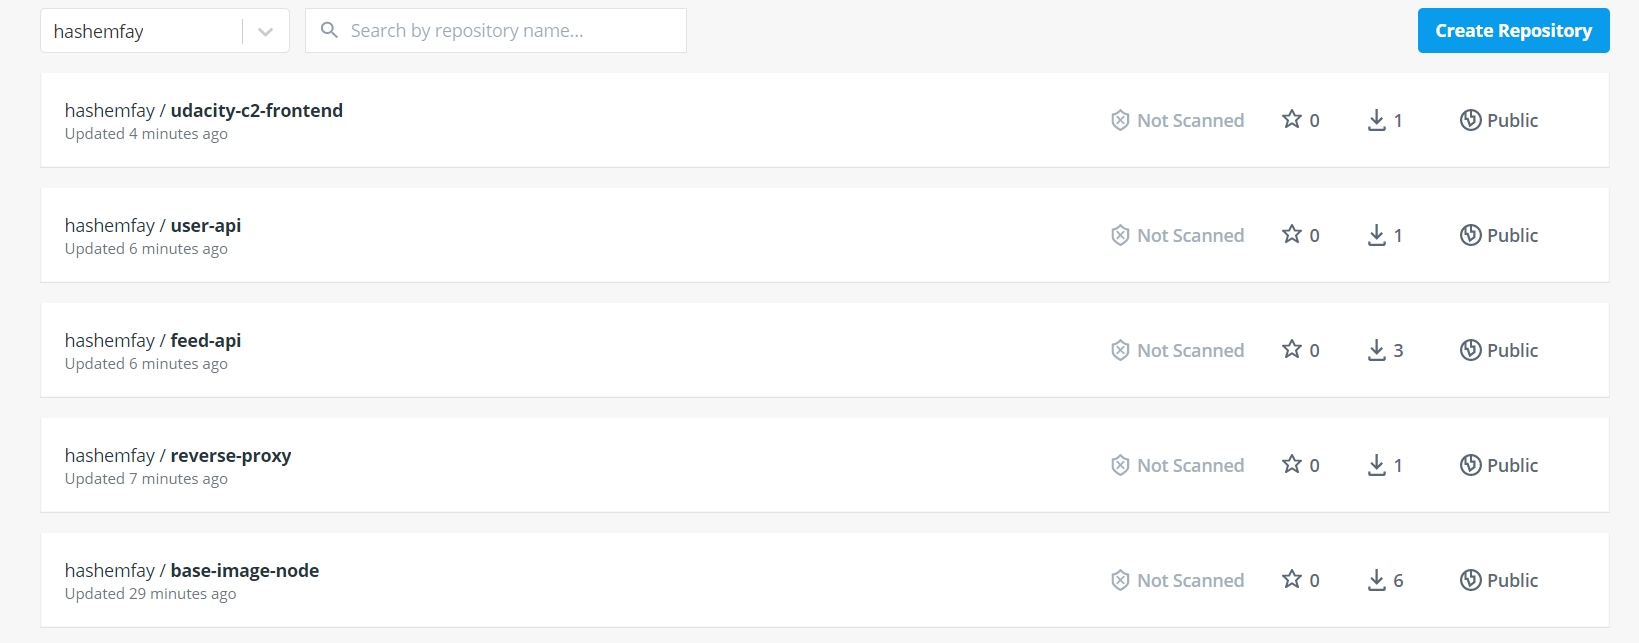 hashemfay
Search by repository name...
Create Repository
hashemfay / udacity-c2-frontend
Updated 4 minutes ago
Not Scanned
0
1
Public
hashemfay / user-api
Updated 6 minutes ago
Not Scanned
0
1
Public
hashemfay / feed-api
Updated 6 minutes ago
Not Scanned
0
3
Public
hashemfay / reverse-proxy
Updated 7 minutes ago
Not Scanned
0
1
Public
hashemfay / base-image-node
Updated 29 minutes ago
Not Scanned
0
6
Public